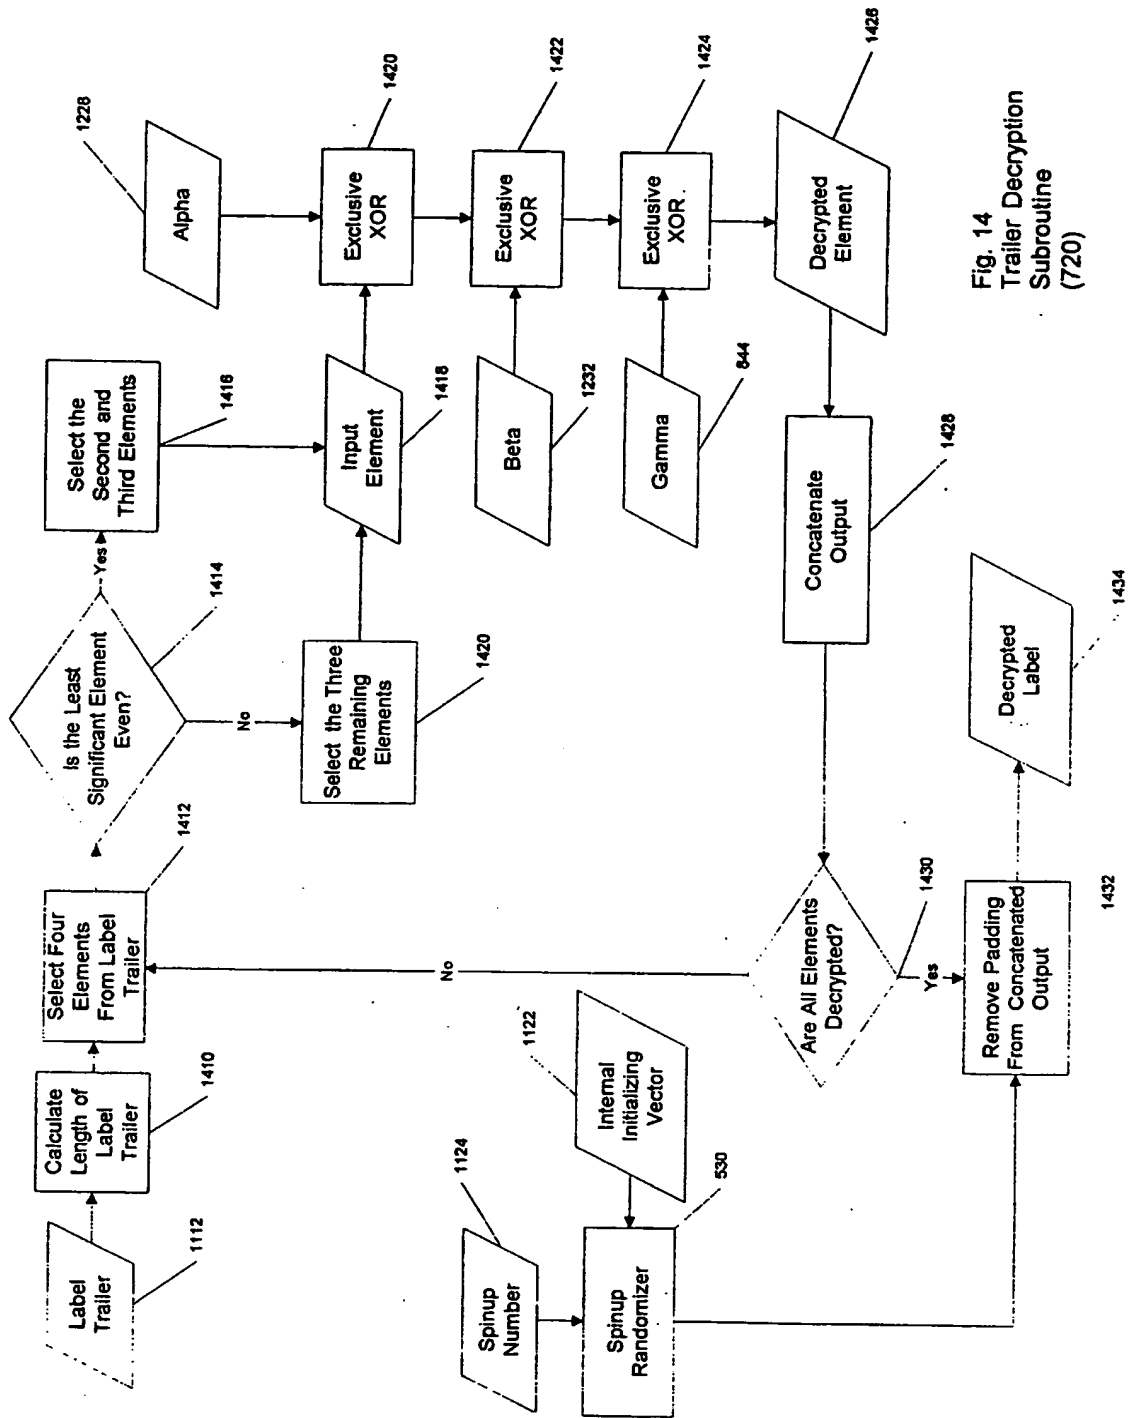 Label
Trailer
1112
Calculate
Length of
Label
Trailer
1410
Select Four
Elements
From Label
Trailer
1412
Is the Least
Significant Element
Even?
1414
Yes
No
Select the
Second and
Third Elements
1416
Select the Three
Remaining
Elements
1420
Input
Element
1418
Alpha
1228
Exclusive
XOR
1420
Beta
1232
Exclusive
XOR
1422
Gamma
844
Exclusive
XOR
1424
Decrypted
Element
1426
Concatenate
Output
1428
Are All Elements
Decrypted?
1430
No
Yes
Spinup
Number
1124
Internal
Initializing
Vector
1122
Spinup
Randomizer
530
Remove Padding
From Concatenated
Output
1432
Decrypted
Label
1434
Fig. 14
Trailer Decryption
Subroutine
(720)